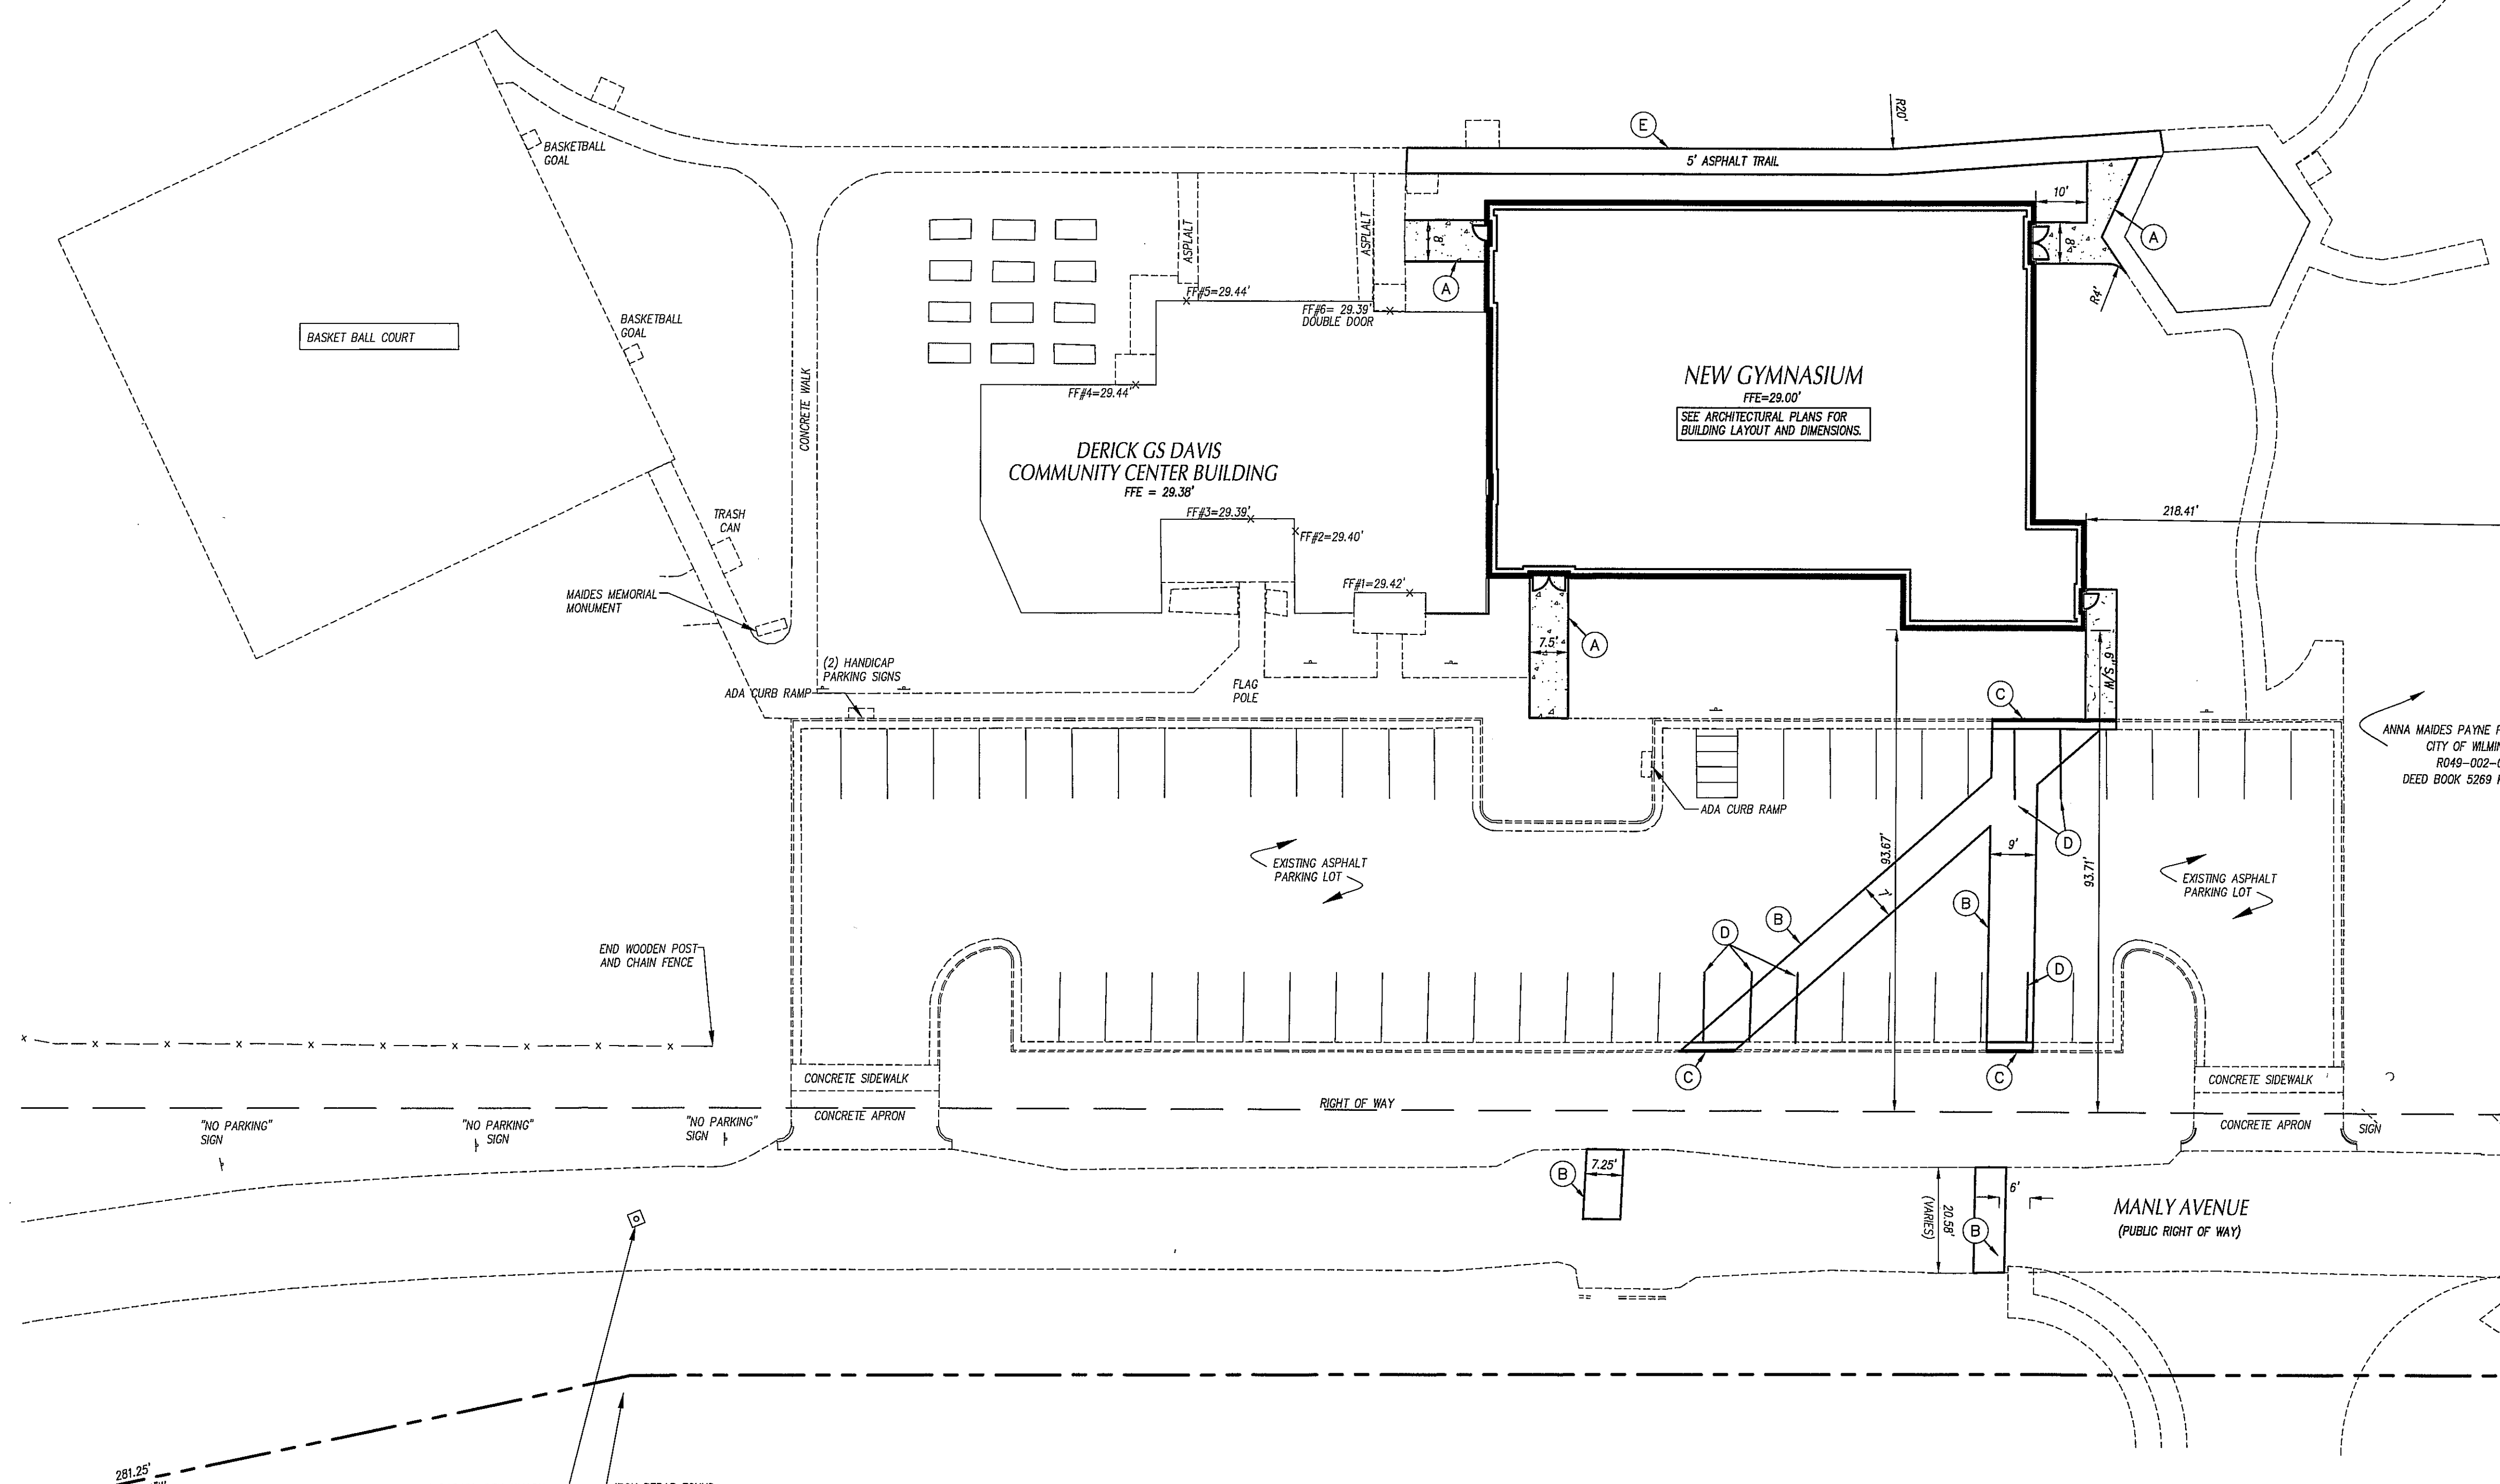 R20'
E
5' ASPHALT TRAIL
BASKETBALL
GOAL
10'
8'
A
8'
A
R4'
ASPLALT
ASPLALT
FF#5=29.44'
FF#6= 29.39'
DOUBLE DOOR
BASKETBALL
GOAL
BASKET BALL COURT
CONCRETE WALK
FF#4=29.44'
NEW GYMNASIUM
FFE=29.00'
SEE ARCHITECTURAL PLANS FOR
BUILDING LAYOUT AND DIMENSIONS.
DERICK GS DAVIS
COMMUNITY CENTER BUILDING
FFE = 29.38'
FF#3=29.39'
FF#2=29.40'
218.41'
TRASH
CAN
FF#1=29.42'
MAIDES MEMORIAL
MONUMENT
7.5'
A
6' S/W
(2) HANDICAP
PARKING SIGNS
ADA CURB RAMP
FLAG
POLE
C
ANNA MAIDES PAYNE
CITY OF WILMI
R049-002-
DEED BOOK 5269
ADA CURB RAMP
D
93.67'
9'
93.71'
EXISTING ASPHALT
PARKING LOT
EXISTING ASPHALT
PARKING LOT
7'
B
B
D
D
END WOODEN POST
AND CHAIN FENCE
C
C
CONCRETE SIDEWALK
CONCRETE SIDEWALK
RIGHT OF WAY
CONCRETE APRON
CONCRETE APRON
SIGN
"NO PARKING"
SIGN
"NO PARKING"
SIGN
"NO PARKING"
SIGN
7.25'
B
6'
20.58'
(VARIES)
B
MANLY AVENUE
(PUBLIC RIGHT OF WAY)
281.25'